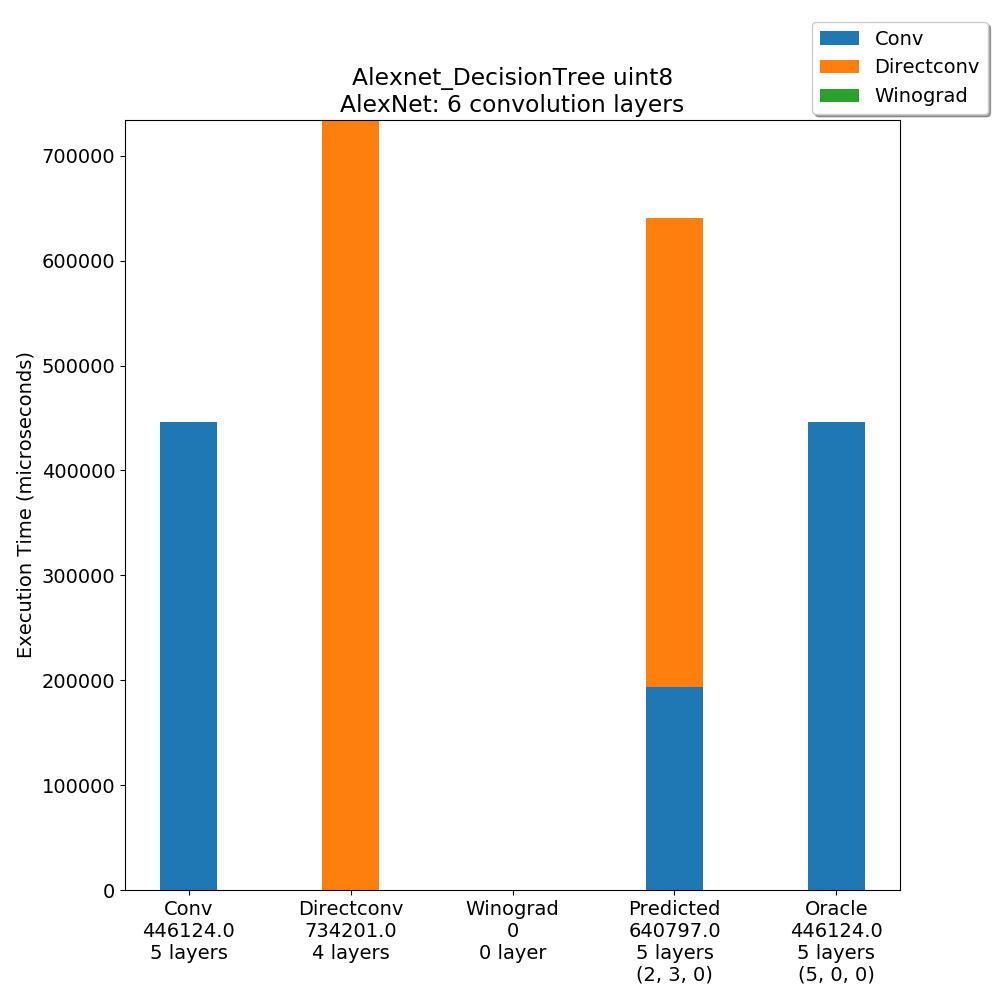 Conv
Directconv
Winograd
Alexnet_DecisionTree uint8
AlexNet: 6 convolution layers
Execution Time (microseconds)
700000
600000
500000
400000
300000
200000
100000
0
Conv
446124.0
5 layers
Directconv
734201.0
4 layers
Winograd
0
0 layer
Predicted
640797.0
5 layers
(2, 3, 0)
Oracle
446124.0
5 layers
(5, 0, 0)